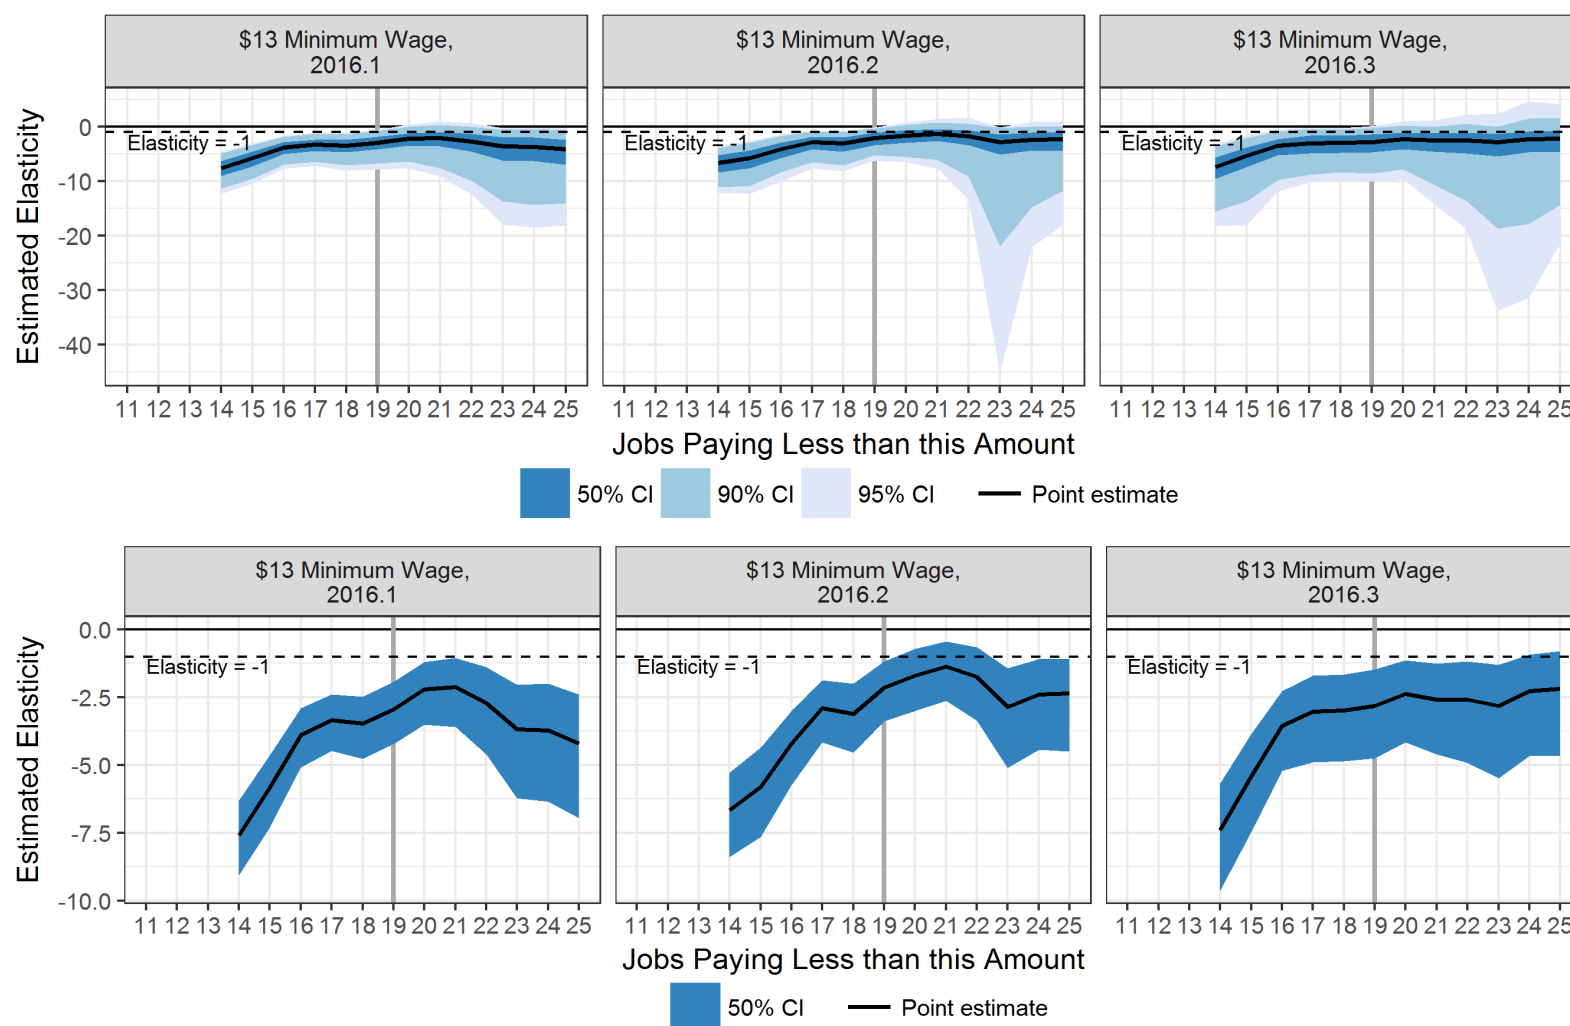 $13 Minimum Wage,
2016.1
$13 Minimum Wage,
2016.2
$13 Minimum Wage,
2016.3
Estimated Elasticity
0
-10
-20
-30
-40
Elasticity = -1
Elasticity = -1
Elasticity = -1
11 12 13 14 15 16 17 18 19 20 21 22 23 24 25
11 12 13 14 15 16 17 18 19 20 21 22 23 24 25
11 12 13 14 15 16 17 18 19 20 21 22 23 24 25
Jobs Paying Less than this Amount
50% CI 90% CI 95% CI Point estimate
$13 Minimum Wage,
2016.1
$13 Minimum Wage,
2016.2
$13 Minimum Wage,
2016.3
Estimated Elasticity
0.0
-2.5
-5.0
-7.5
-10.0
Elasticity = -1
Elasticity = -1
Elasticity = -1
11 12 13 14 15 16 17 18 19 20 21 22 23 24 25
11 12 13 14 15 16 17 18 19 20 21 22 23 24 25
11 12 13 14 15 16 17 18 19 20 21 22 23 24 25
Jobs Paying Less than this Amount
50% CI Point estimate